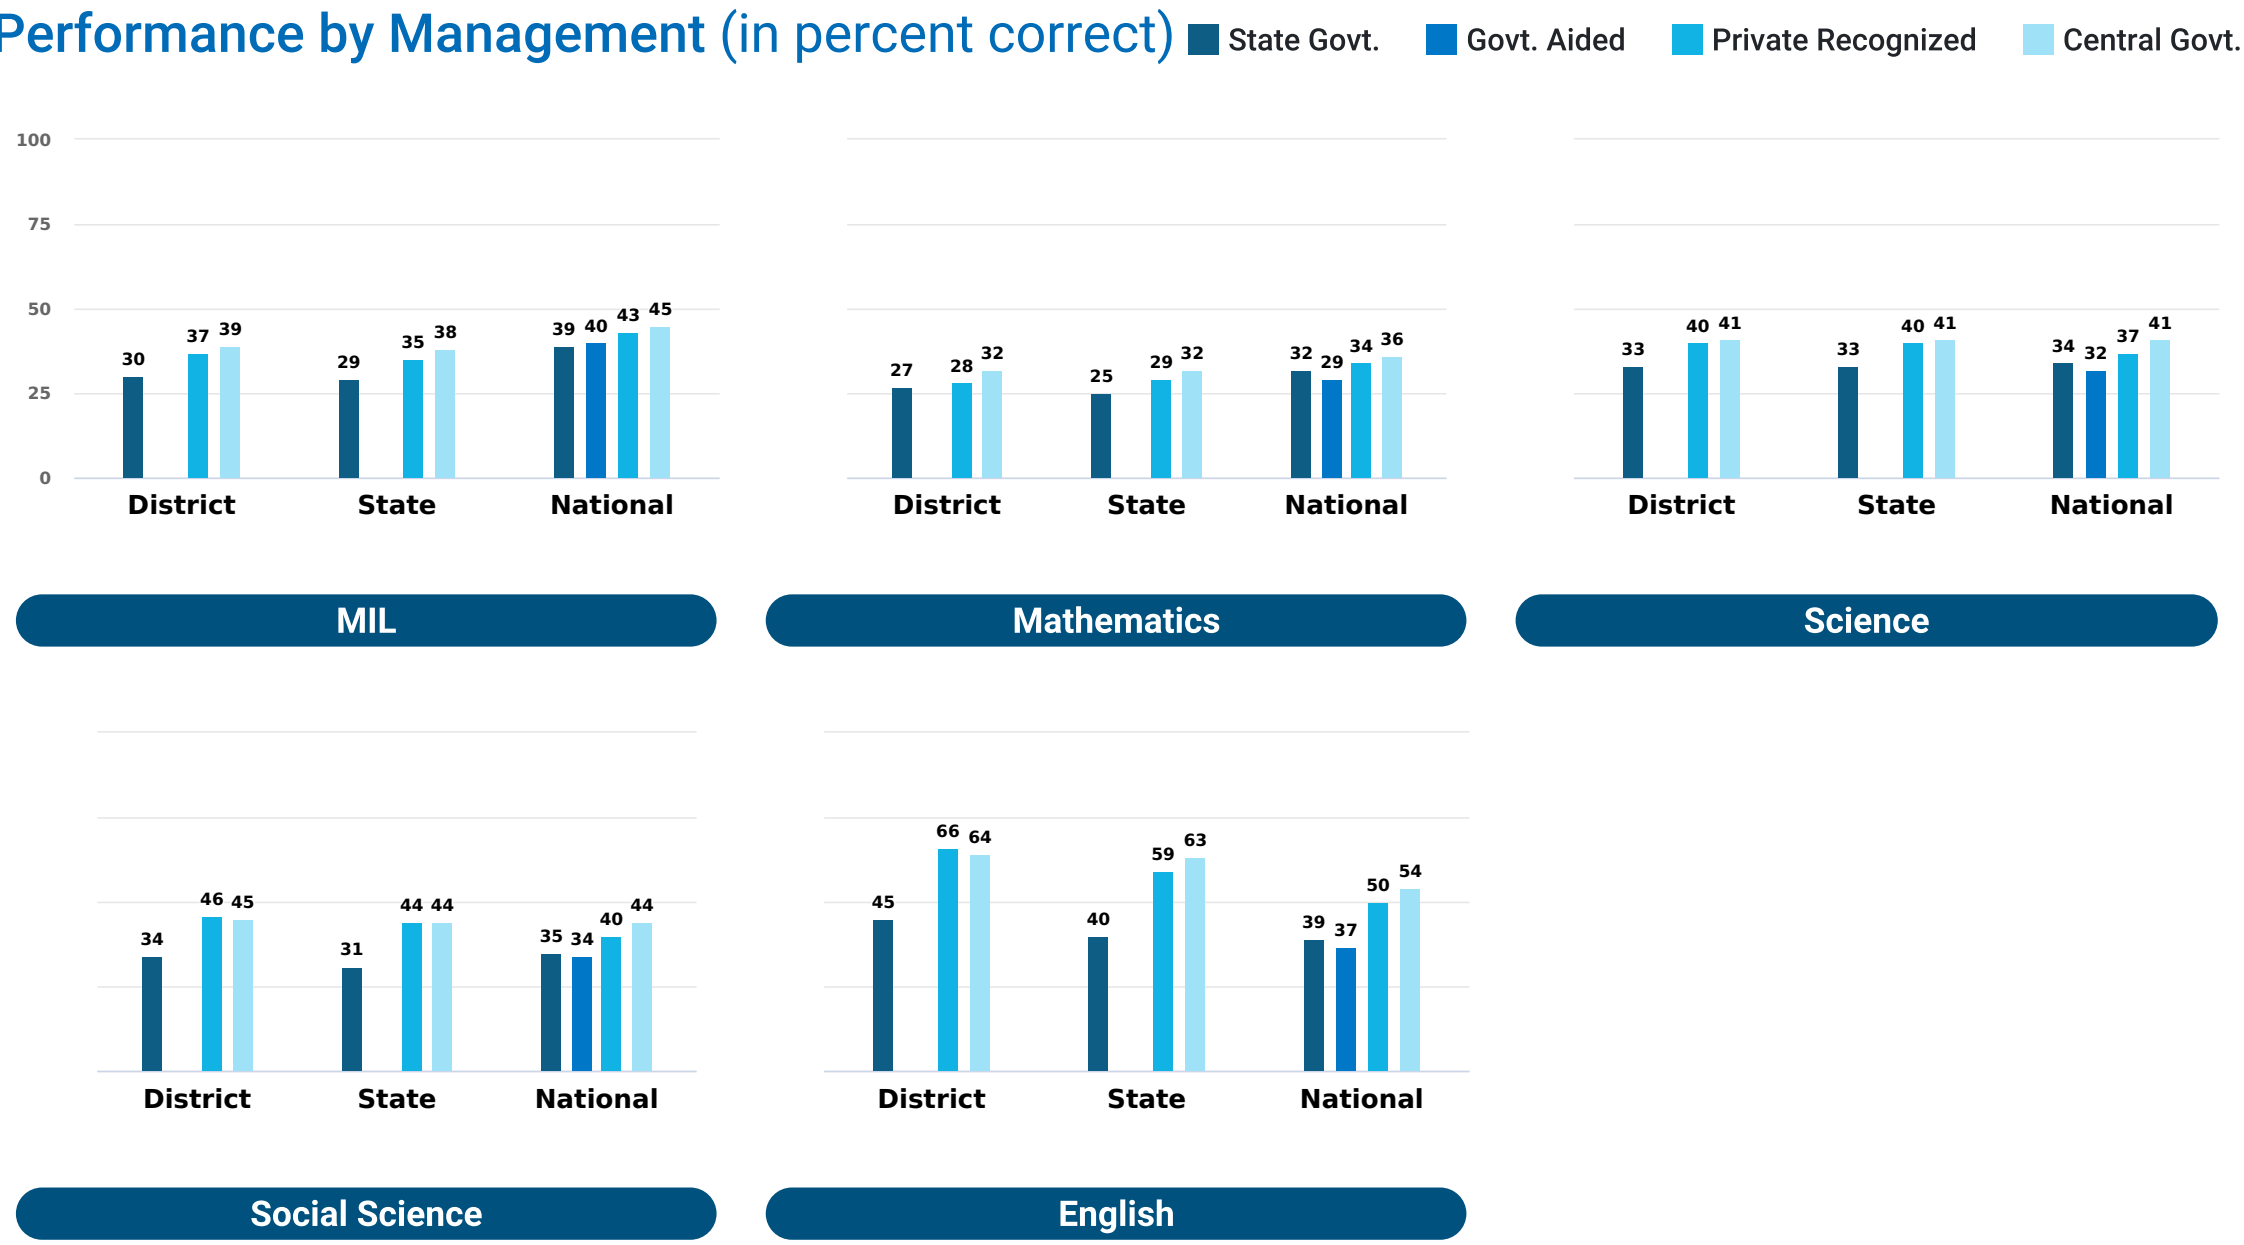 Performance by Management (in percent correct)
State Govt. Govt. Aided Private Recognized Central Govt.
100
75
50
25
0
30 37 39 29 35 38 39 40 43 45
District State National
MIL
27 28 32 25 29 32 32 29 34 36
District State National
Mathematics
33 40 41 33 40 41 34 32 37 41
District State National
Science
34 46 45 31 44 44 35 34 40 44
District State National
Social Science
45 66 64 40 59 63 39 37 50 54
District State National
English